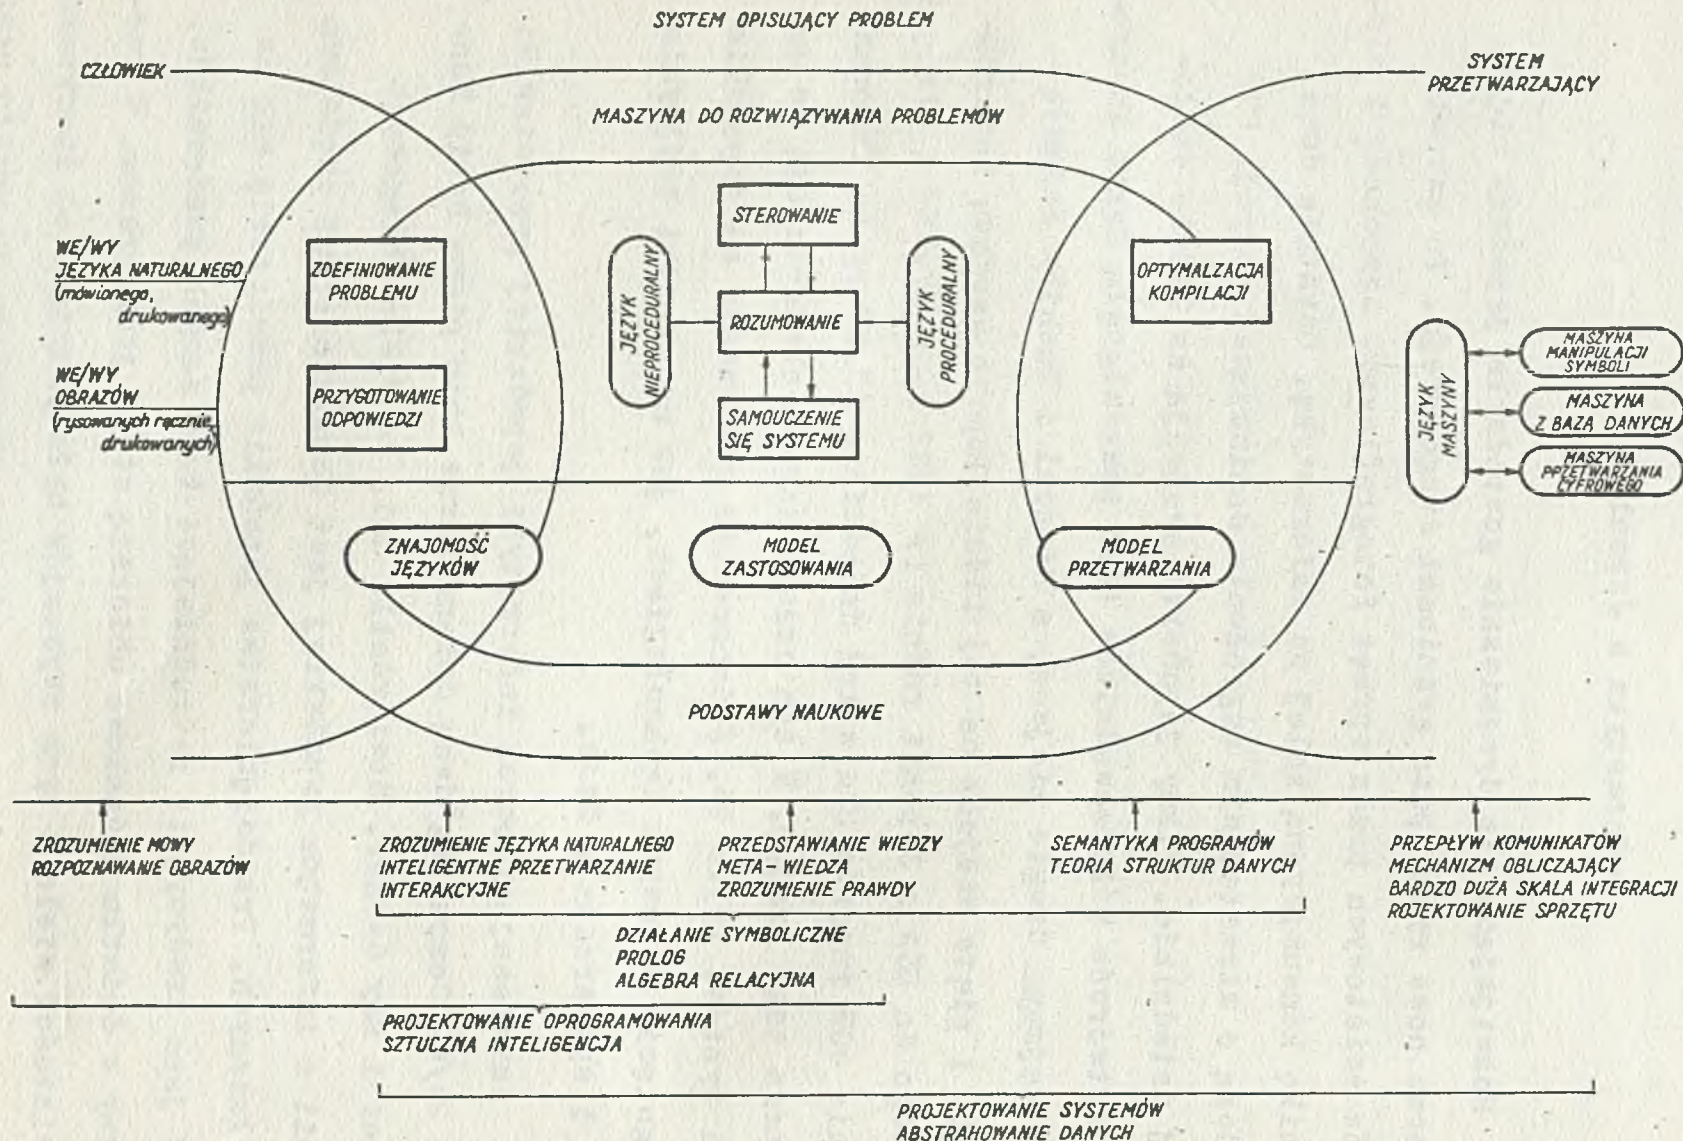 SYSTEM OPISUJĄCY PROBLEM
CZŁOWIEK
SYSTEM
PRZETWARZAJĄCY
MASZYNA DO ROZWIĄZYWANIA PROBLEMÓW
WE/WY
JĘZYKA NATURALNEGO
(mówionego,
drukowanego)
WE/WY
OBRAZÓW
(rysowanych ręcznie,
drukowanych)
ZDEFINIOWANIE
PROBLEMU
PRZYGOTOWANIE
ODPOWIEDZI
JĘZYK
NIEPROCEDURALNY
STEROWANIE
ROZUMOWANIE
SAMOUCZENIE
SIĘ SYSTEMU
JĘZYK
PROCEDURALNY
OPTYMALZACJA
KOMPILACJI
JĘZYK
MASZYNY
MASZYNA
MANIPULACJI
SYMBOLI
MASZYNA
Z BAZĄ DANYCH
MASZYNA
PPZETWARZANIA
CYFROWEGO
ZNAJOMOŚĆ
JĘZYKÓW
MODEL
ZASTOSOWANIA
MODEL
PRZETWARZANIA
PODSTAWY NAUKOWE
ZROZUMIENIE MOWY
ROZPOZNAWANIE OBRAZÓW
ZROZUMIENIE JĘZYKA NATURALNEGO
INTELIGENTNE PRZETWARZANIE
INTERAKCYJNE
PRZEDSTAWIANIE WIEDZY
META-WIEDZA
ZROZUMIENIE PRAWDY
SEMANTYKA PROGRAMÓW
TEORIA STRUKTUR DANYCH
PRZEPŁYW KOMUNIKATÓW
MECHANIZM OBLICZAJĄCY
BARDZO DUŻA SKALA INTEGRACJI
ROJEKTOWANIE SPRZĘTU
DZIAŁANIE SYMBOLICZNE
PROLOG
ALGEBRA RELACYJNA
PROJEKTOWANIE OPROGRAMOWANIA
SZTUCZNA INTELIGENCJA
PROJEKTOWANIE SYSTEMÓW
ABSTRAHOWANIE DANYCH